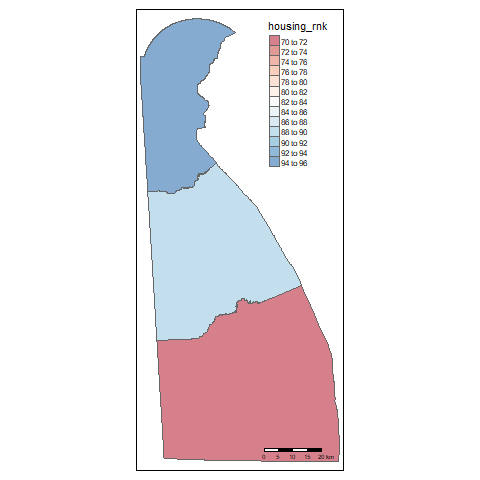 housing_rnk
70 to 72
72 to 74
74 to 76
76 to 78
78 to 80
80 to 82
82 to 84
84 to 86
86 to 88
88 to 90
90 to 92
92 to 94
94 to 96
0 5 10 15 20 km